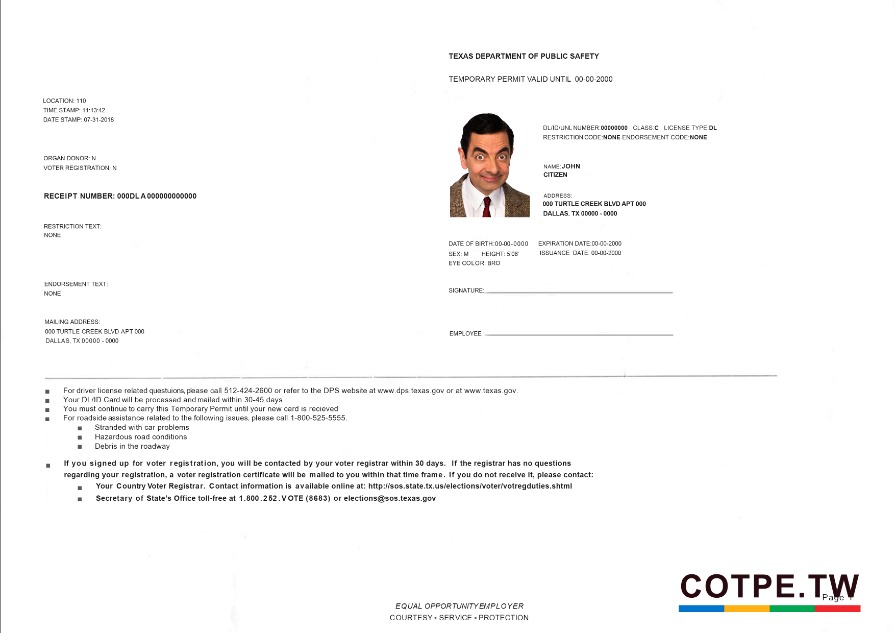 TEXAS DEPARTMENT OF PUBLIC SAFETY
TEMPORARY PERMIT VALID UNTIL 00-00-2000
LOCATION: 110
TIME STAMP: 11:13:42
DATE STAMP: 07-31-2016
ORGAN DONOR: N
VOTER REGISTRATION: N
RECEIPT NUMBER: 000DLA000000000000
RESTRICTION TEXT:
NONE
ENDORSEMENT TEXT:
NONE
MAILING ADDRESS:
000 TURTLE CREEK BLVD APT 000
DALLAS, TX 00000 - 0000
DL/ID/UNL NUMBER:00000000 CLASS:C LICENSE TYPE:DL
RESTRICTION CODE:NONE ENDORSEMENT CODE:NONE
NAME:JOHN
CITIZEN
ADDRESS:
000 TURTLE CREEK BLVD APT 000
DALLAS, TX 00000 - 0000
DATE OF BIRTH:00-00-0000 EXPIRATION DATE:00-00-2000
SEX: M HEIGHT: 5'08' ISSUANCE DATE: 00-00-2000
EYE COLOR: BRO
SIGNATURE:
EMPLOYEE
For driver license related questuions, please call 512-424-2600 or refer to the DPS website at www.dps.texas.gov or at www.texas.gov.
Your DL/ID Card will be processed and mailed within 30-45 days
You must continue to carry this Temporary Permit until your new card is recieved
For roadside assistance related to the following issues, please call 1-800-525-5555.
Stranded with car problems
Hazardous road conditions
Debris in the roadway
If you signed up for voter registration, you will be contacted by your voter registrar within 30 days. If the registrar has no questions
regarding your registration, a voter registration certificate will be mailed to you within that time frame. If you do not receive it, please contact:
Your Country Voter Registrar. Contact information is available online at: http://sos.state.tx.us/elections/voter/votregduties.shtml
Secretary of State's Office toll-free at 1.800.252.VOTE (8683) or elections@sos.texas.gov
COTPE.TW
Page
EQUAL OPPORTUNITY EMPLOYER
COURTESY • SERVICE • PROTECTION